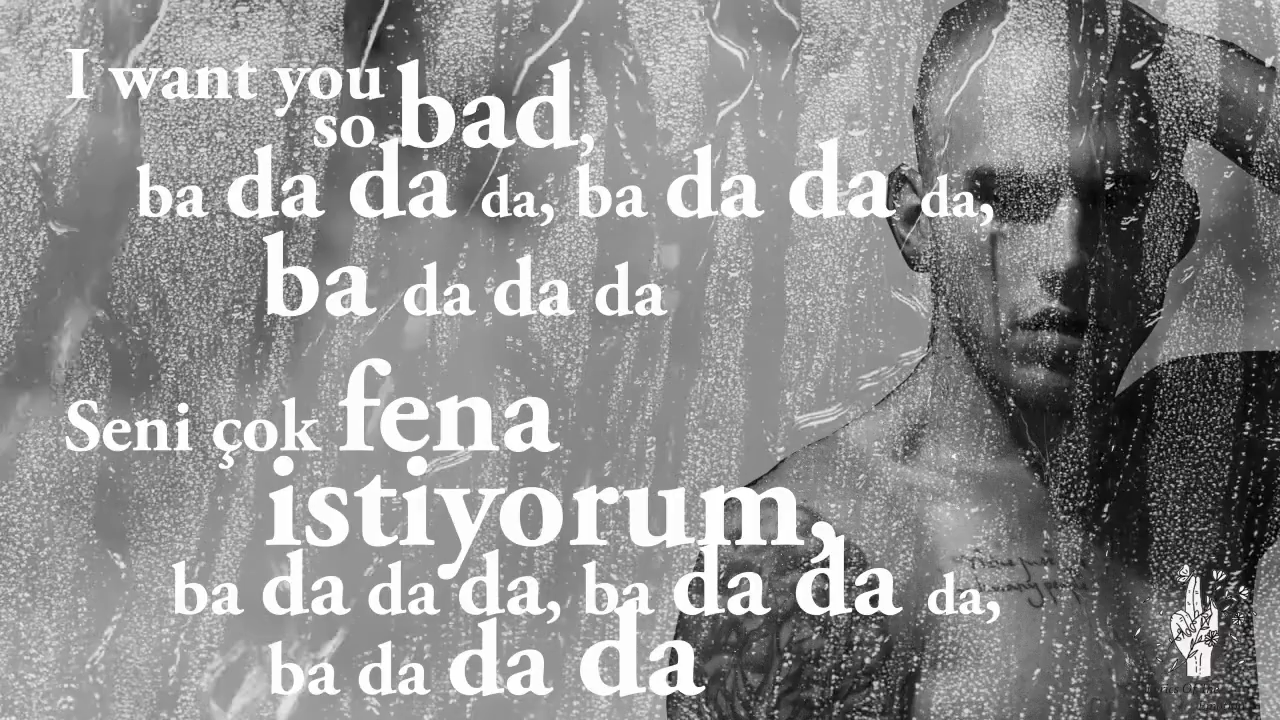 I want you
so bad,
ba da da da, ba da da da,
ba da da da
Seni çok fena
istiyorum,
ba da da da, ba da da da,
ba da da da